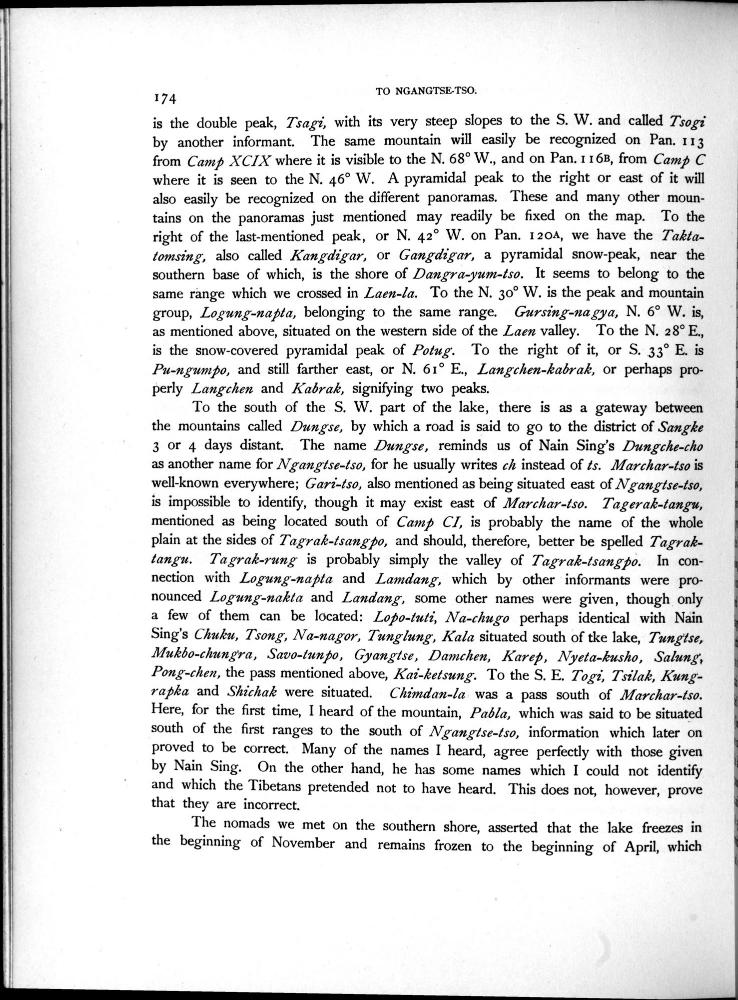 TO NGANGTSE-TSO.
174
is the double peak, Tsagi, with its very steep slopes to the S. W. and called Tsogi
by another informant. The same mountain will easily be recognized on Pan. 113
from Camp XCIX where it is visible to the N. 68° W., and on Pan. 116B, from Camp C
where it is seen to the N. 46° W. A pyramidal peak to the right or east of it will
also easily be recognized on the different panoramas. These and many other moun-
tains on the panoramas just mentioned may readily be fixed on the map. To the
right of the last-mentioned peak, or N. 42° W. on Pan. 120A, we have the Takta-
tomsing, also called Kangdigar, or Gangdigar, a pyramidal snow-peak, near the
southern base of which, is the shore of Dangra-yum-tso. It seems to belong to the
same range which we crossed in Laen-la. To the N. 30° W. is the peak and mountain
group, Logung-napta, belonging to the same range. Gursing-nagya, N. 6° W. is,
as mentioned above, situated on the western side of the Laen valley. To the N. 28° E.,
is the snow-covered pyramidal peak of Potug. To the right of it, or S. 33° E. is
Pu-ngumpo, and still farther east, or N. 61° E., Langchen-kabrak, or perhaps pro-
perly Langchen and Kabrak, signifying two peaks.
To the south of the S. W. part of the lake, there is as a gateway between
the mountains called Dungse, by which a road is said to go to the district of Sangke
3 or 4 days distant. The name Dungse, reminds us of Nain Sing's Dungche-cho
as another name for Ngangtse-tso, for he usually writes ch instead of ts. Marchar-tso is
well-known everywhere; Gari-tso, also mentioned as being situated east of Ngangtse-tso,
is impossible to identify, though it may exist east of Marchar-tso. Tagerak-tangu,
mentioned as being located south of Camp CI, is probably the name of the whole
plain at the sides of Tagrak-tsangpo, and should, therefore, better be spelled Tagrak-
tangu. Tagrak-rung is probably simply the valley of Tagrak-tsangpo. In con-
nection with Logung-napta and Lamdang, which by other informants were pro-
nounced Logung-nakta and Landang, some other names were given, though only
a few of them can be located: Lopo-tuti, Na-chugo perhaps identical with Nain
Sing's Chuku, Tsong, Na-nagor, Tunglung, Kala situated south of tke lake, Tungtse,
Mukbo-chungra, Savo-tunpo, Gyangtse, Damchen, Karep, Nyeta-kusho, Salung,
Pong-chen, the pass mentioned above, Kai-ketsung. To the S. E. Togi, Tsilak, Kung-
rapka and Shichak were situated. Chimdan-la was a pass south of Marchar-tso.
Here, for the first time, I heard of the mountain, Pabla, which was said to be situated
south of the first ranges to the south of Ngangtse-tso, information which later on
proved to be correct. Many of the names I heard, agree perfectly with those given
by Nain Sing. On the other hand, he has some names which I could not identify
and which the Tibetans pretended not to have heard. This does not, however, prove
that they are incorrect.
The nomads we met on the southern shore, asserted that the lake freezes in
the beginning of November and remains frozen to the beginning of April, which